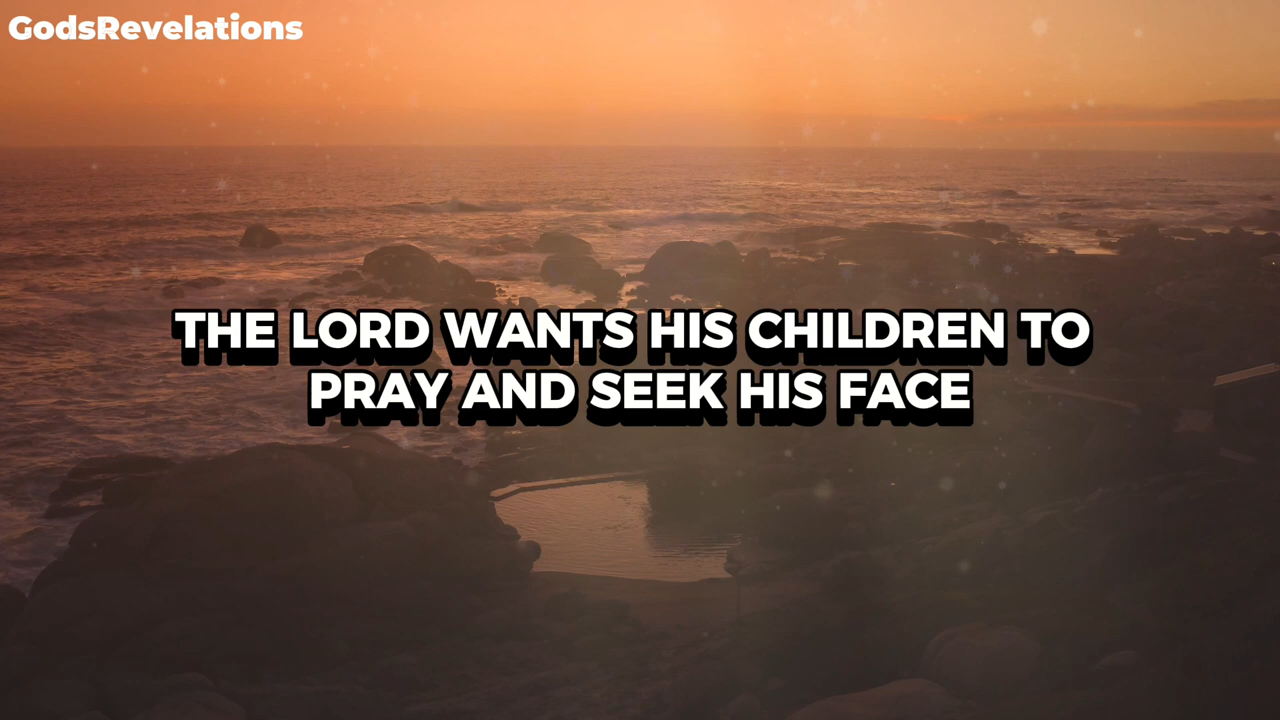 GodsRevelations
THE LORD WANTS HIS CHILDREN TO
PRAY AND SEEK HIS FACE